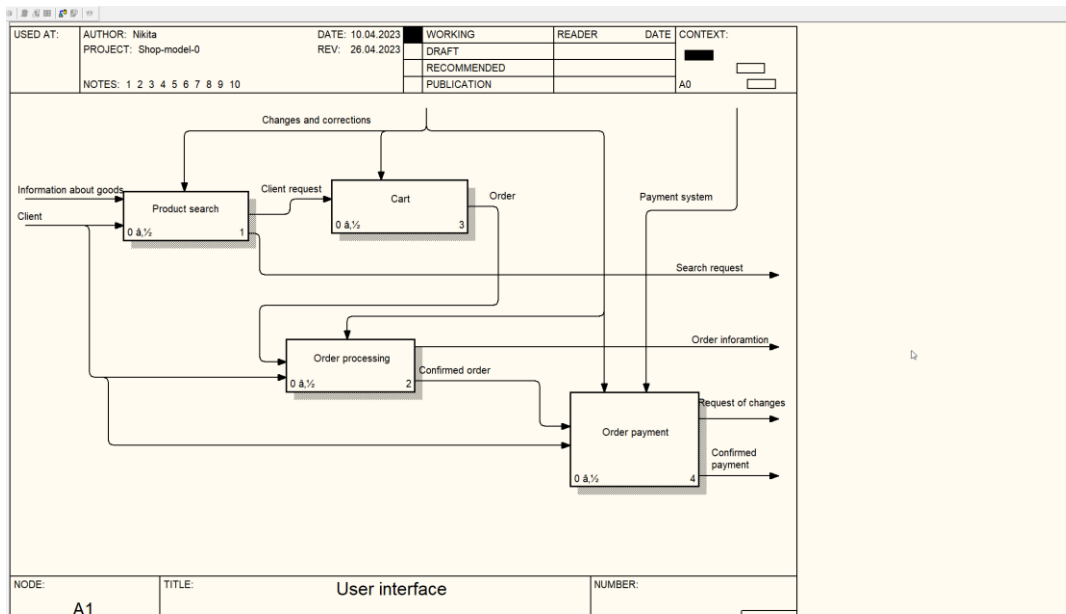 USED AT:
AUTHOR: Nikita
DATE: 10.04.2023
WORKING
READER
DATE
CONTEXT:
PROJECT: Shop-model-0
REV: 26.04.2023
DRAFT
RECOMMENDED
NOTES: 1 2 3 4 5 6 7 8 9 10
PUBLICATION
A0
Changes and corrections
Information about goods
Client request
Order
Payment system
Product search
Cart
Client
0 â‚½
1
0 â‚½
3
Search request
Order inforamtion
Order processing
Confirmed order
0 â‚½
2
Request of changes
Order payment
Confirmed
payment
0 â‚½
4
NODE:
TITLE:
User interface
NUMBER:
A1